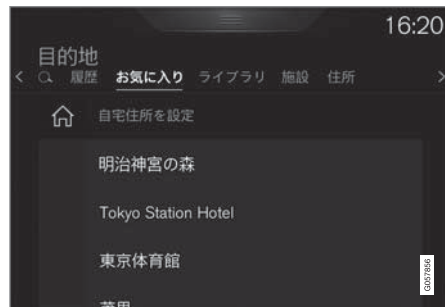 16:20
目的地
履歴 お気に入り ライブラリ 施設 住所
自宅住所を設定
明治神宮の森
Tokyo Station Hotel
東京体育館
G057856